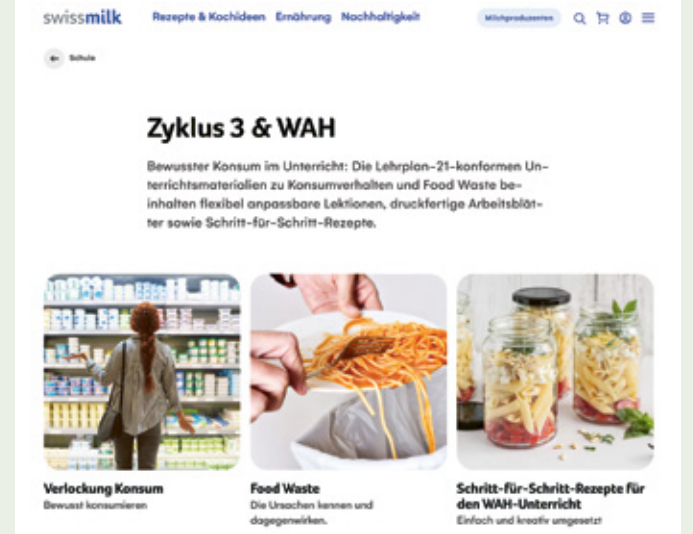 swissmilk Rezepte & Kochideen Ernährung Nachhaltigkeit Milchproduzenten
Schule
Zyklus 3 & WAH
Bewusster Konsum im Unterricht: Die Lehrplan-21-konformen Un-
terrichtsmaterialien zu Konsumverhalten und Food Waste be-
inhalten flexibel anpassbare Lektionen, druckfertige Arbeitsblät-
ter sowie Schritt-für-Schritt-Rezepte.
Verlockung Konsum
Bewusst konsumieren
Food Waste
Die Ursachen kennen und
dagegenwirken.
Schritt-für-Schritt-Rezepte für
den WAH-Unterricht
Einfach und kreativ umgesetzt